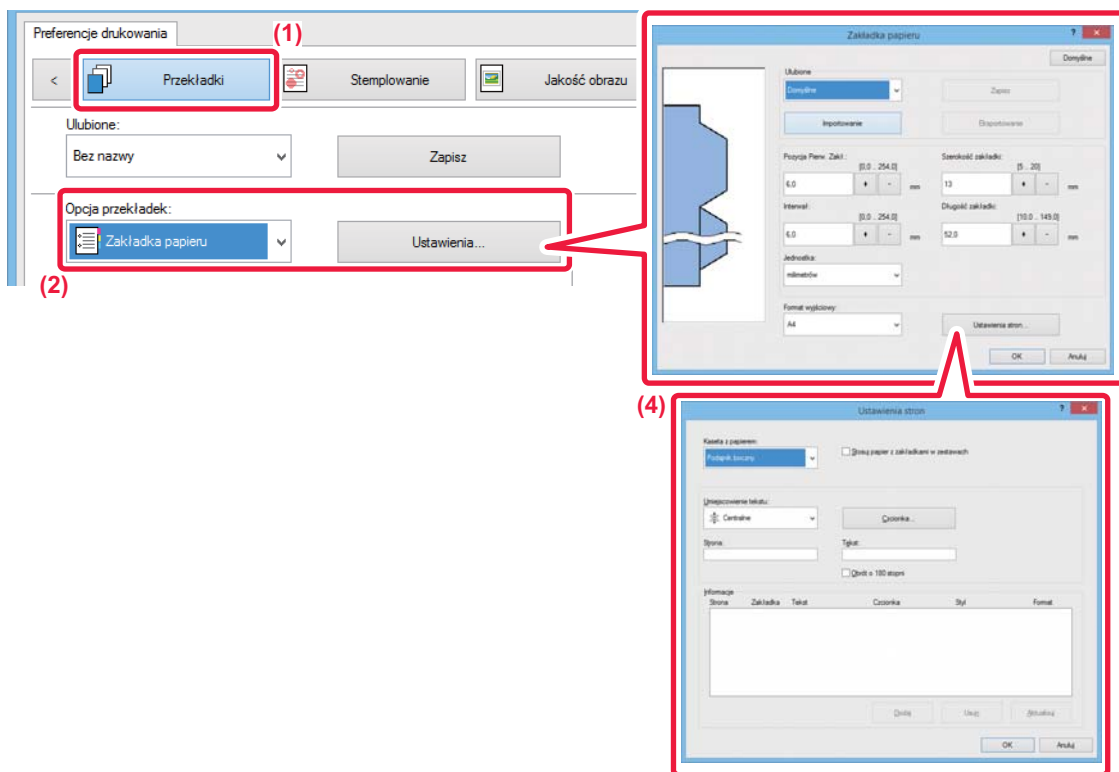 Preferencje drukowania
(1)
<
Przekładki
Stemplowanie
Jakość obrazu
Ulubione:
Bez nazwy
Zapisz
Opcja przekładek:
Zakładka papieru
Ustawienia...
(2)
Zakładka papieru
?
Domyślne
Ulubione
Domyślne
Zapisz
Importowanie
Eksportowanie
Pozycja Pierw. Zakł.:
[0,0 .. 254,0]
6,0
+ -
mm
Szerokość zakładki:
[5 .. 20]
13
+ -
mm
Interwał:
[0,0 .. 254,0]
6,0
+ -
mm
Długość zakładki:
[10,0 .. 149,0]
52,0
+ -
mm
Jednostka:
milimetrów
Format wyjściowy:
A4
Ustawienia stron...
OK
Anuluj
(4)
Ustawienia stron
?
Kaseta z papierem:
Podajnik boczny
Stosuj papier z zakładkami w zestawach
Umiejscowienie tekstu:
Centralne
Czcionka...
Strona:
Tekst:
Obrót o 180 stopni
Informacje
Strona Zakładka Tekst Czcionka Styl Format
Dodaj
Usuń
Aktualizuj
OK
Anuluj